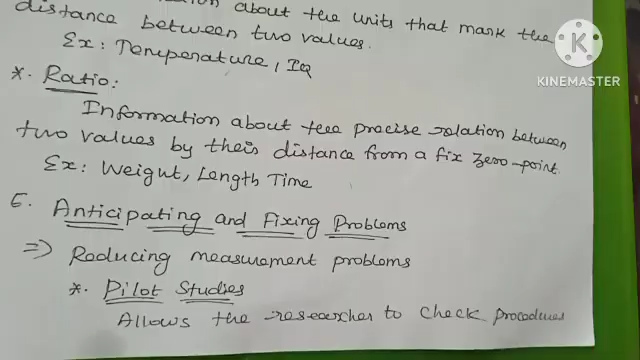 about the units that mark the
distance between two values.
Ex: Temperature, IQ
*. Ratio:
Information about the precise relation between
two values by their distance from a fix zero-point.
Ex: Weight, Length Time
6. Anticipating and Fixing Problems
=> Reducing measurement problems
*. Pilot Studies
Allows the researcher to check procedures
K
KINEMASTER